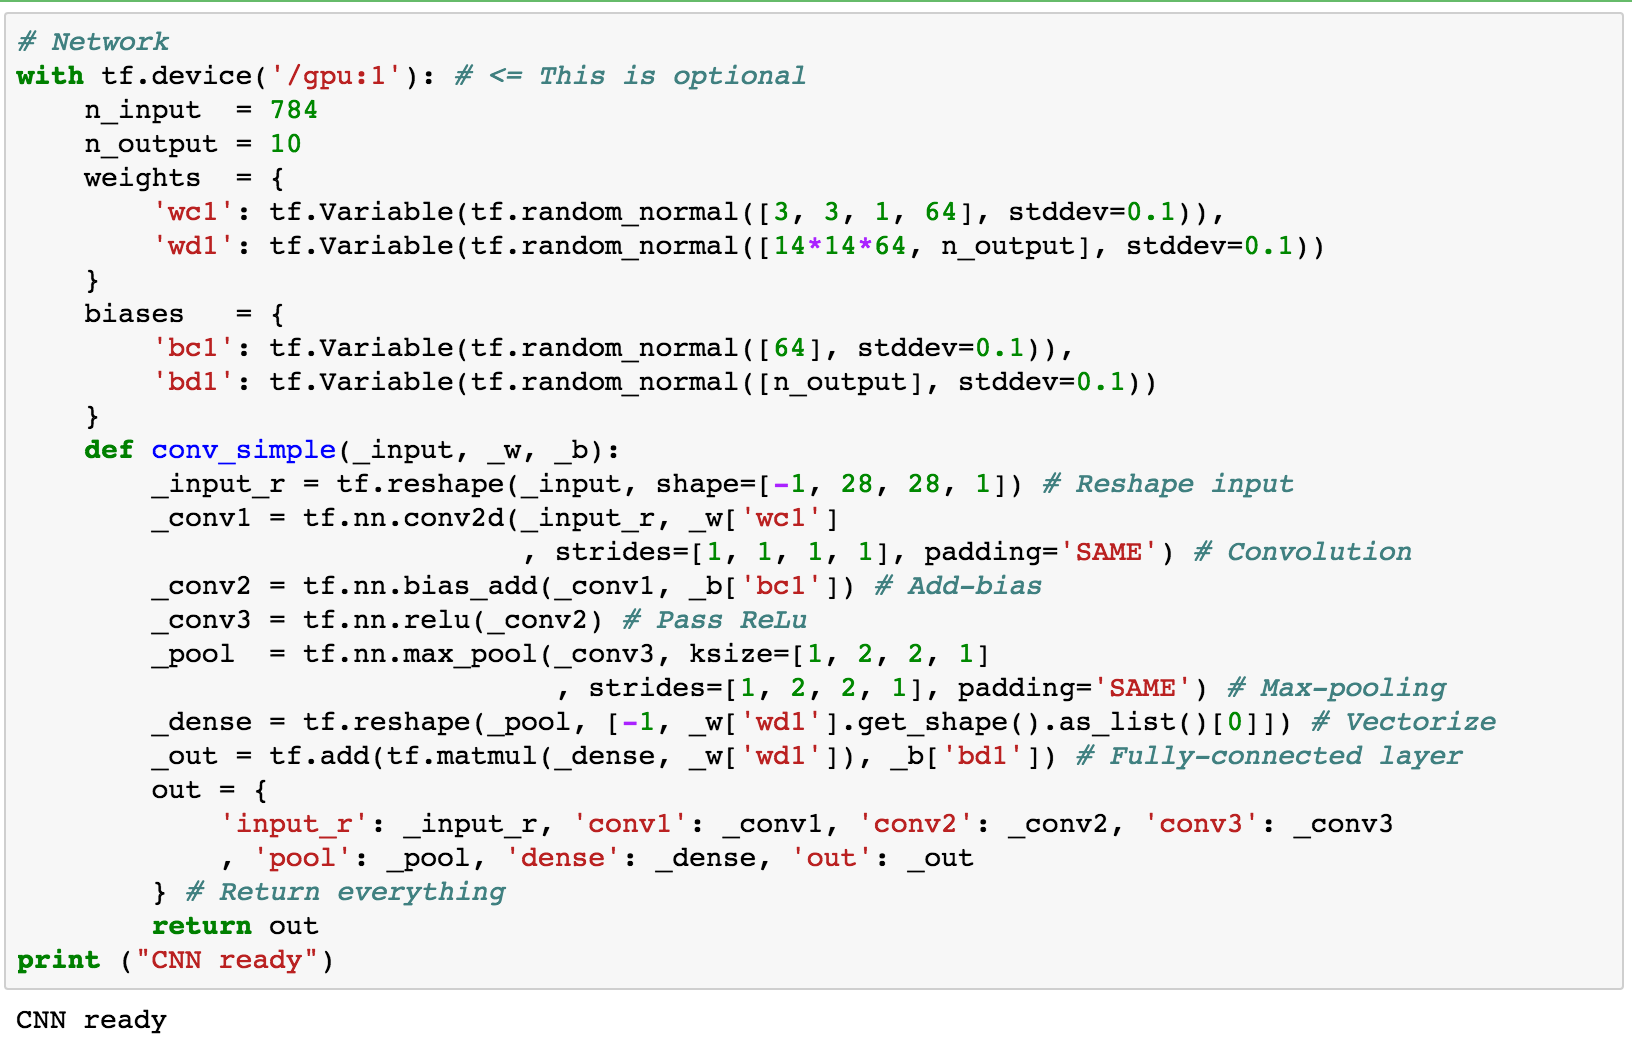 # Network
with tf.device('/gpu:1'): # <= This is optional
    n_input  = 784
    n_output = 10
    weights  = {
        'wc1': tf.Variable(tf.random_normal([3, 3, 1, 64], stddev=0.1)),
        'wd1': tf.Variable(tf.random_normal([14*14*64, n_output], stddev=0.1))
    }
    biases   = {
        'bc1': tf.Variable(tf.random_normal([64], stddev=0.1)),
        'bd1': tf.Variable(tf.random_normal([n_output], stddev=0.1))
    }
    def conv_simple(_input, _w, _b):
        _input_r = tf.reshape(_input, shape=[-1, 28, 28, 1]) # Reshape input
        _conv1 = tf.nn.conv2d(_input_r, _w['wc1']
                              , strides=[1, 1, 1, 1], padding='SAME') # Convolution
        _conv2 = tf.nn.bias_add(_conv1, _b['bc1']) # Add-bias
        _conv3 = tf.nn.relu(_conv2) # Pass ReLu
        _pool  = tf.nn.max_pool(_conv3, ksize=[1, 2, 2, 1]
                                , strides=[1, 2, 2, 1], padding='SAME') # Max-pooling
        _dense = tf.reshape(_pool, [-1, _w['wd1'].get_shape().as_list()[0]]) # Vectorize
        _out = tf.add(tf.matmul(_dense, _w['wd1']), _b['bd1']) # Fully-connected layer
        out = {
            'input_r': _input_r, 'conv1': _conv1, 'conv2': _conv2, 'conv3': _conv3
            , 'pool': _pool, 'dense': _dense, 'out': _out
        } # Return everything
        return out
print ("CNN ready")
CNN ready